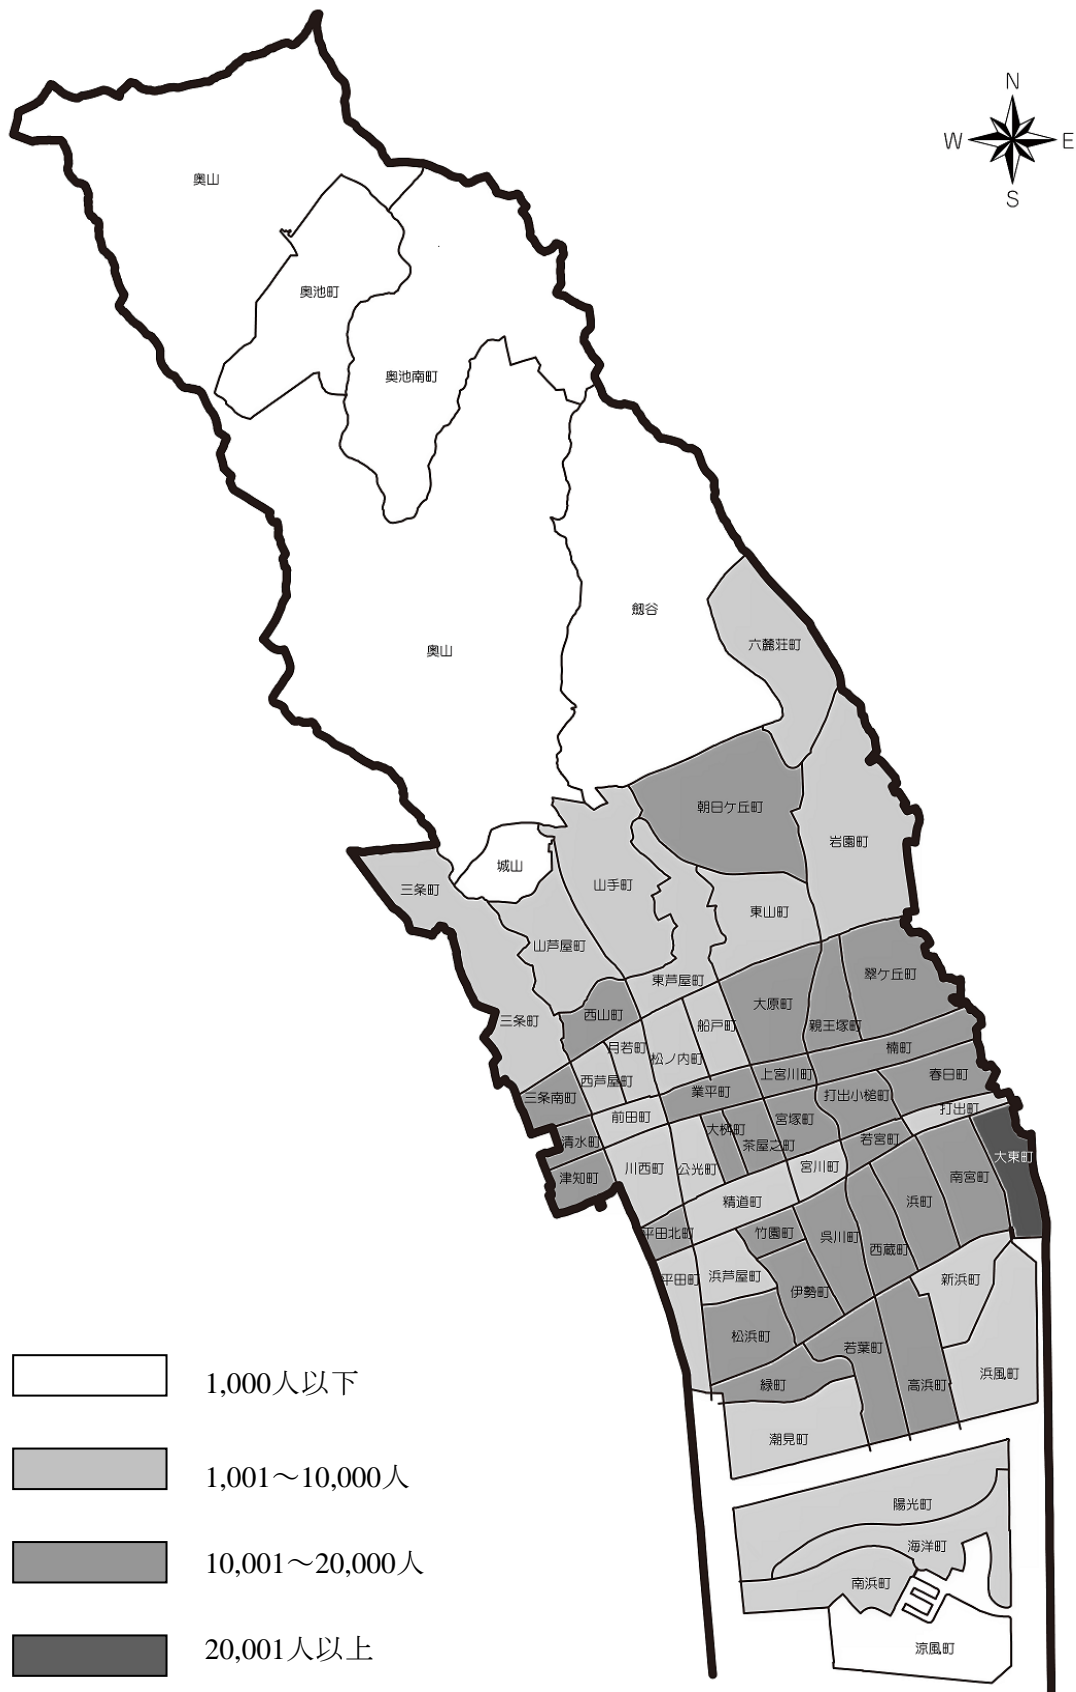 N
W
E
S
奥山
奥池町
奥池南町
劔谷
六麓荘町
奥山
朝日ケ丘町
岩園町
城山
三条町
山手町
東山町
山芦屋町
東芦屋町
翠ケ丘町
大原町
西山町
三条町
船戸町
親王塚町
月若町
松ノ内町
楠町
西芦屋町
上宮川町
春日町
業平町
打出小槌町
三条南町
前田町
打出町
宮塚町
大桝町
清水町
茶屋之町
若宮町
大東町
川西町
公光町
宮川町
津知町
南宮町
精道町
浜町
平田北町
竹園町
呉川町
西蔵町
平田町
浜芦屋町
新浜町
伊勢町
松浜町
若葉町
浜風町
緑町
高浜町
潮見町
陽光町
海洋町
南浜町
涼風町
1,000人以下
1,001～10,000人
10,001～20,000人
20,001人以上